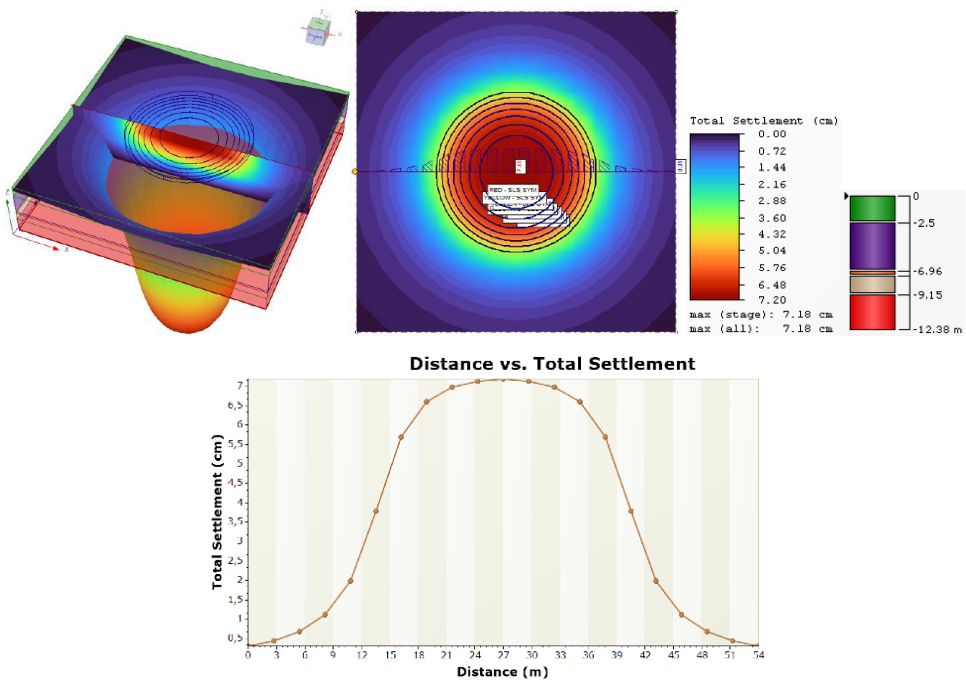 Total Settlement (cm)
0.00
0.72
1.44
2.16
2.88
3.60
4.32
5.04
5.76
6.48
7.20
max (stage): 7.18 cm
max (all): 7.18 cm
RED - SLS SYM
YELLOW - SLS SYM
0
-2.5
-6.96
-9.15
-12.38 m
X
Z
Distance vs. Total Settlement
Total Settlement (cm)
7
6,5
6
5,5
5
4,5
4
3,5
3
2,5
2
1,5
1
0,5
0 3 6 9 12 15 18 21 24 27 30 33 36 39 42 45 48 51 54
Distance (m)